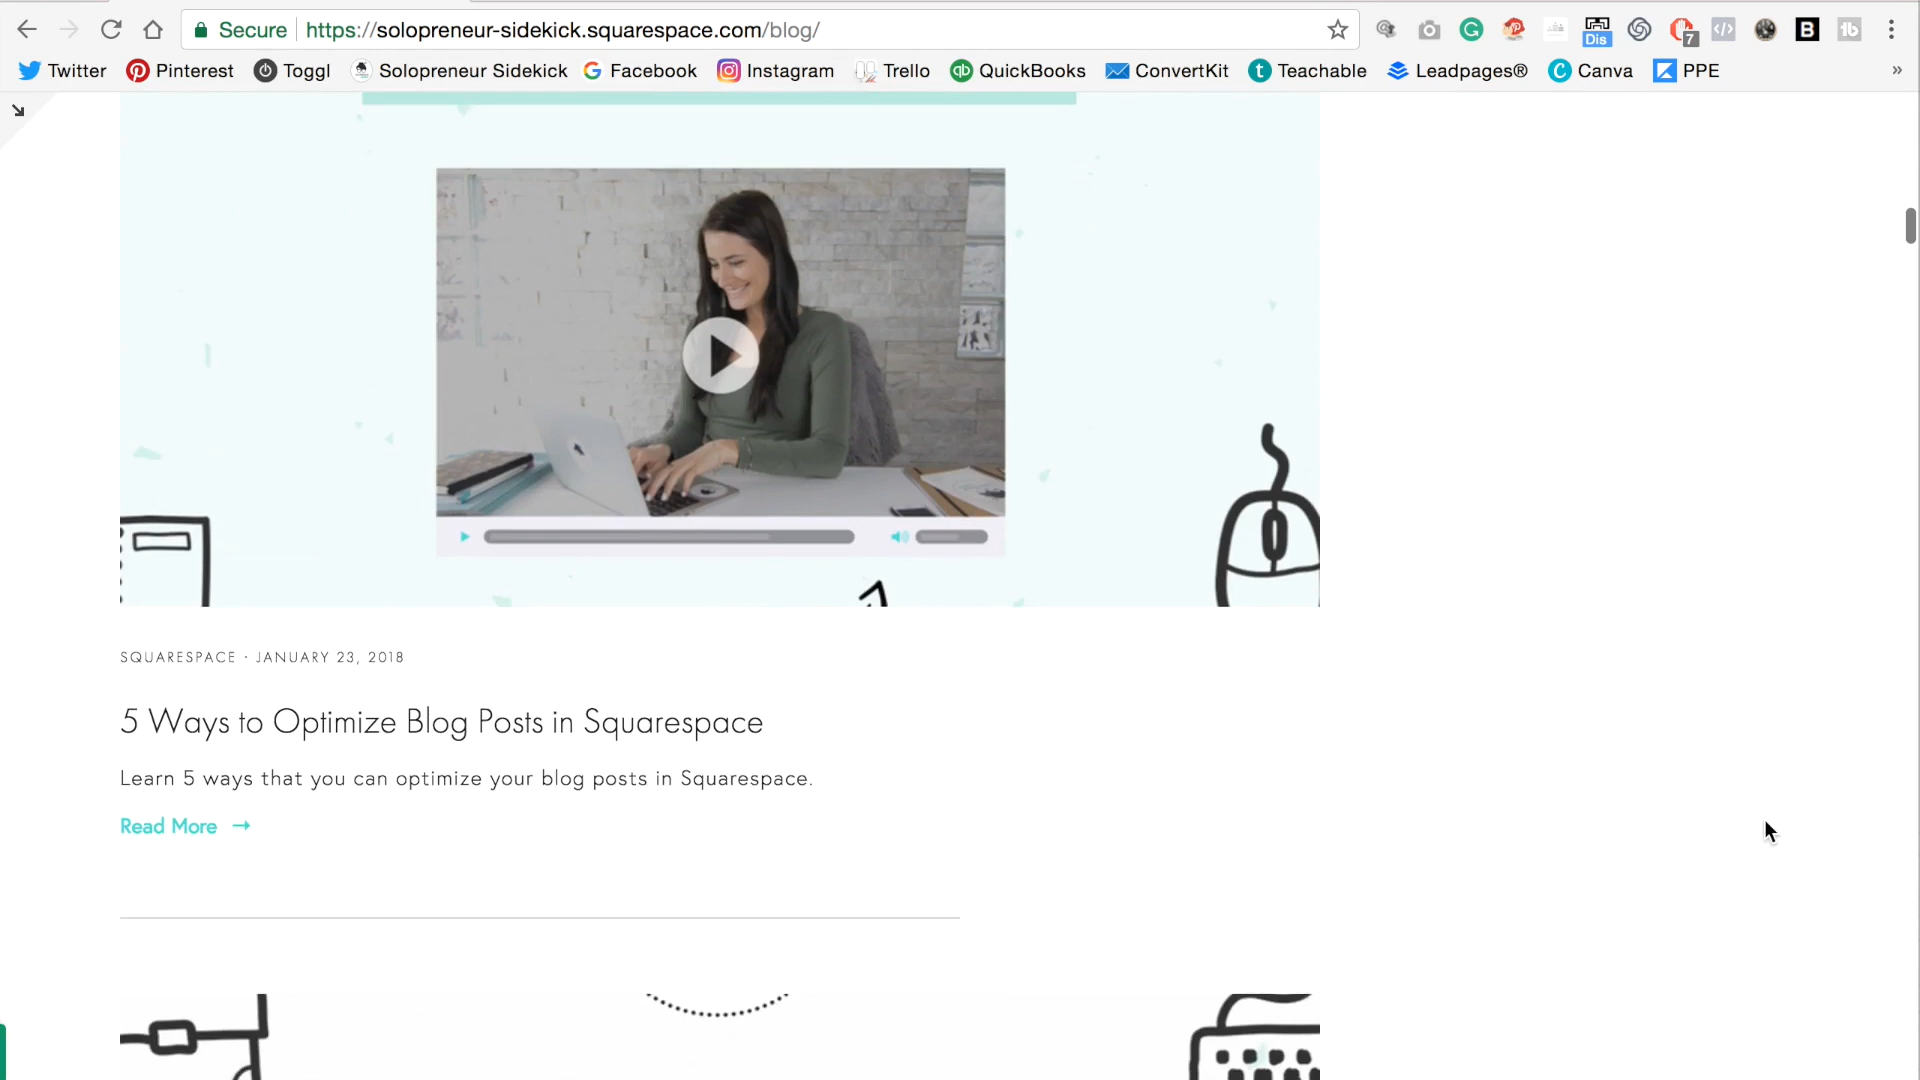 Secure https://solopreneur-sidekick.squarespace.com/blog/
Dis
7
B
Twitter Pinterest Toggl Solopreneur Sidekick Facebook Instagram Trello QuickBooks ConvertKit Teachable Leadpages® Canva PPE »
SQUARESPACE · JANUARY 23, 2018
5 Ways to Optimize Blog Posts in Squarespace
Learn 5 ways that you can optimize your blog posts in Squarespace.
Read More →